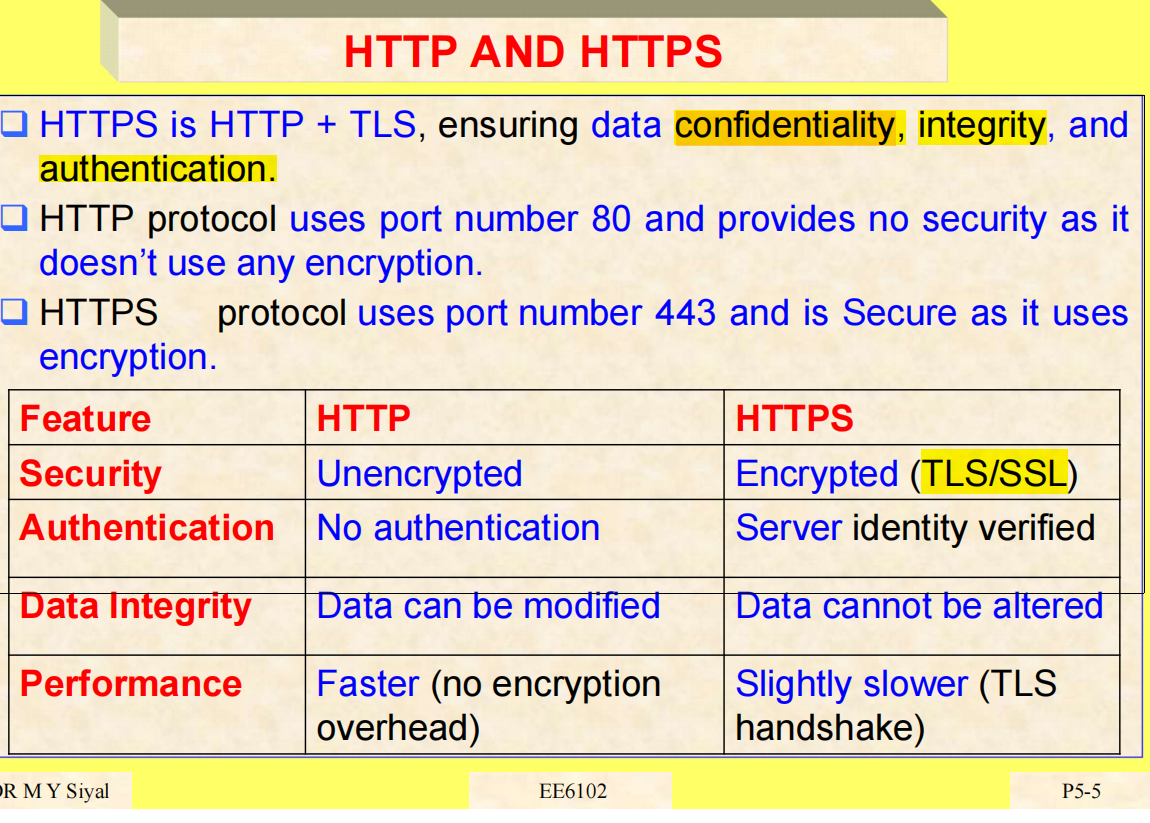 HTTP AND HTTPS
❑ HTTPS is HTTP + TLS, ensuring data confidentiality, integrity, and
authentication.
❑ HTTP protocol uses port number 80 and provides no security as it
doesn’t use any encryption.
❑ HTTPS protocol uses port number 443 and is Secure as it uses
encryption.
Feature HTTP HTTPS
Security Unencrypted Encrypted (TLS/SSL)
Authentication No authentication Server identity verified
Data Integrity Data can be modified Data cannot be altered
Performance Faster (no encryption Slightly slower (TLS
overhead) handshake)
DR M Y Siyal EE6102 P5-5